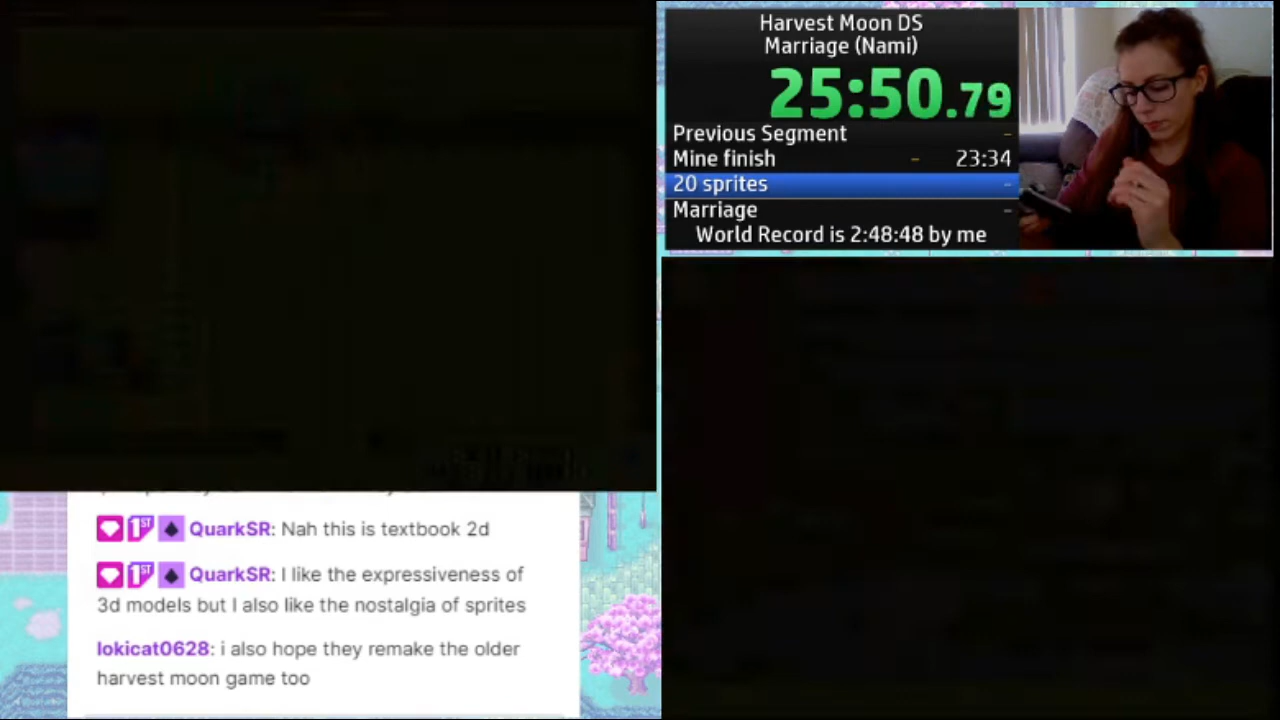 Harvest Moon DS
Marriage (Nami)
25:50.79
Previous Segment -
Mine finish - 23:34
20 sprites -
Marriage -
World Record is 2:48:48 by me
1ST QuarkSR: Nah this is textbook 2d
1ST QuarkSR: I like the expressiveness of
3d models but I also like the nostalgia of sprites
lokicat0628: i also hope they remake the older
harvest moon game too